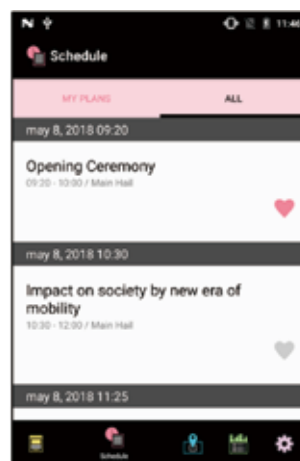 11:46
Schedule
MY PLANS ALL
may 8, 2018 09:20
Opening Ceremony
09:20 - 10:00 / Main Hall
may 8, 2018 10:30
Impact on society by new era of
mobility
10:30 - 12:00 / Main Hall
may 8, 2018 11:25
Schedule